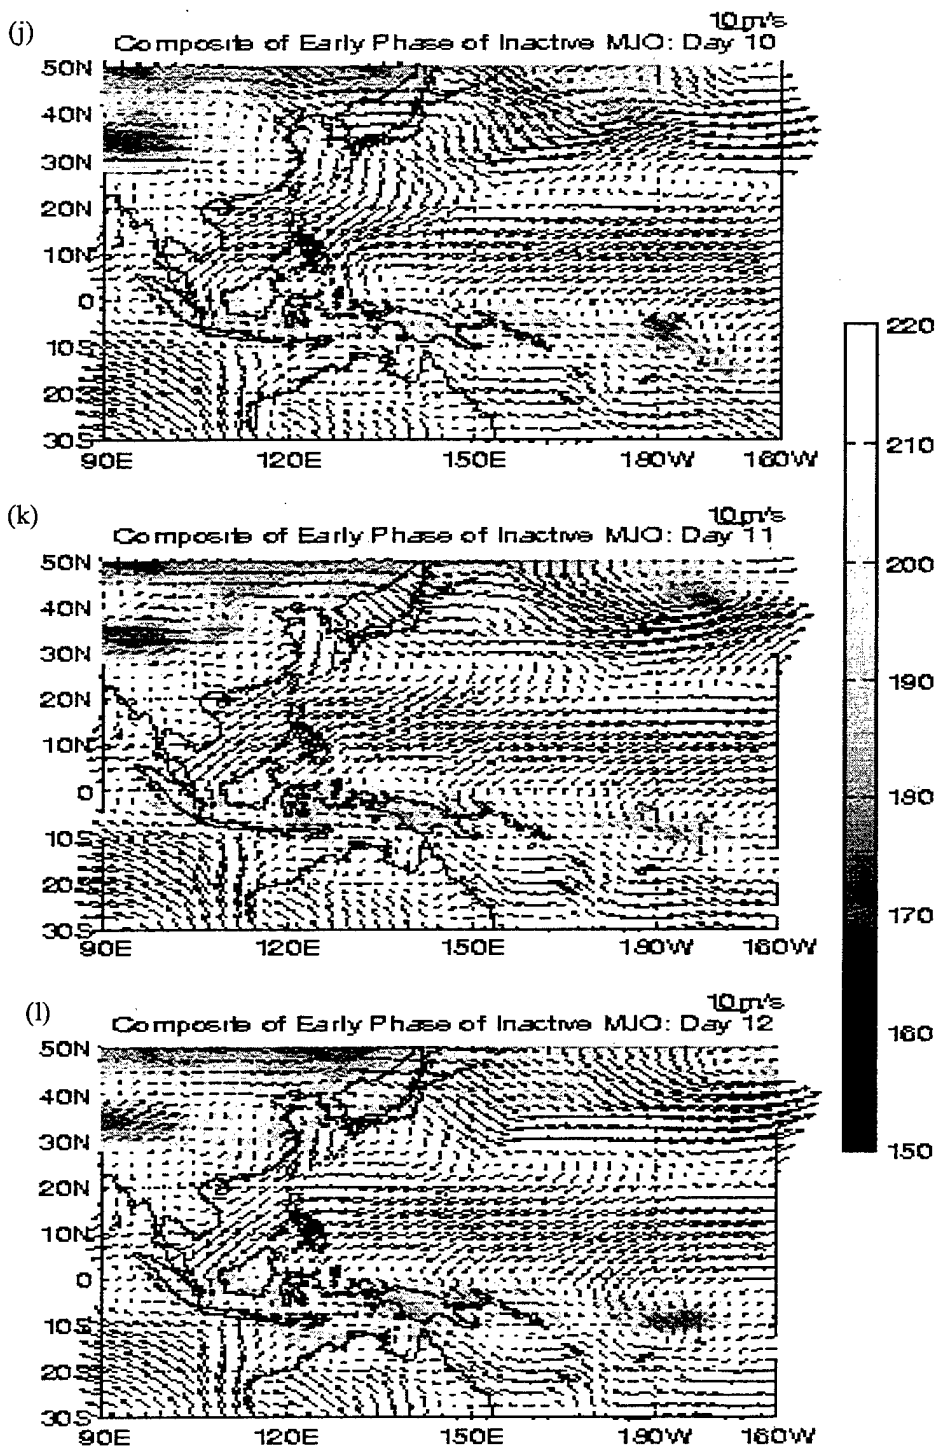 (j)
10 m/s
Composite of Early Phase of Inactive MJO: Day 10
50N
40N
30N
20N
10N
0
10S
20S
30S
90E 120E 150E 180W 160W
(k)
10 m/s
Composite of Early Phase of Inactive MJO: Day 11
50N
40N
30N
20N
10N
0
10S
20S
30S
90E 120E 150E 180W 160W
(l)
10 m/s
Composite of Early Phase of Inactive MJO: Day 12
50N
40N
30N
20N
10N
0
10S
20S
30S
90E 120E 150E 180W 160W
220
210
200
190
180
170
160
150